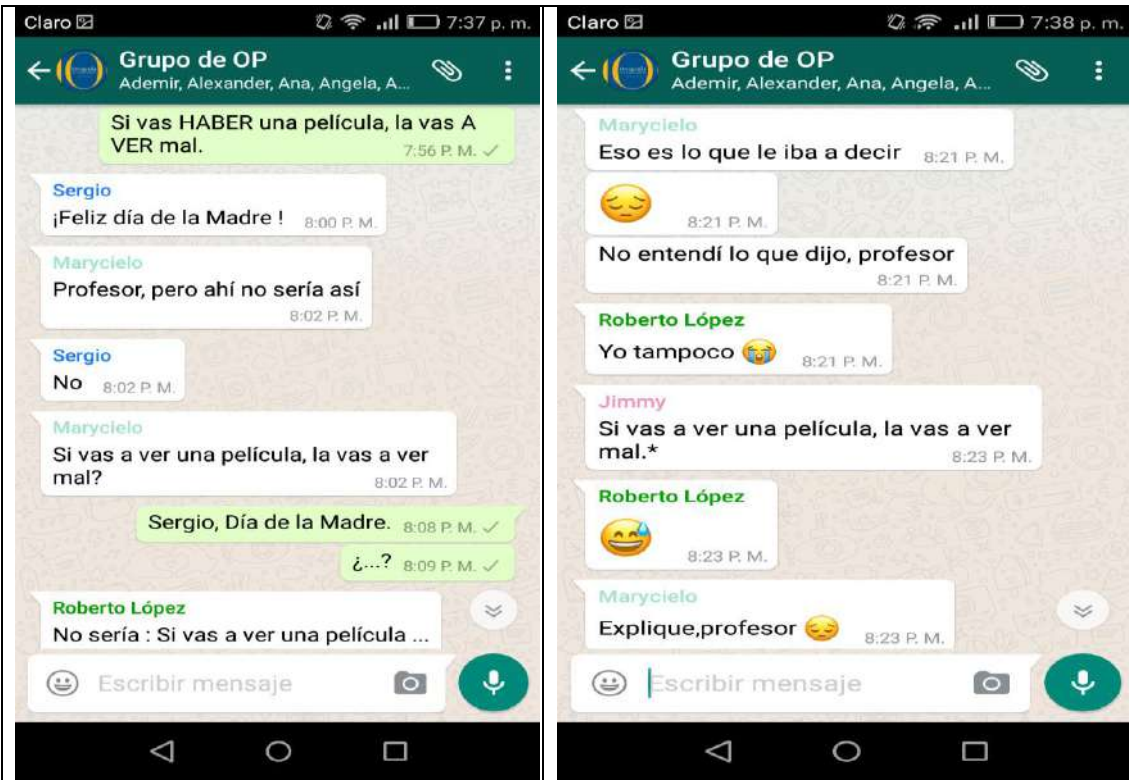 Claro
7:37 p. m.
Grupo de OP
Ademir, Alexander, Ana, Angela, A...
Si vas HABER una película, la vas A
VER mal.
7:56 P. M.
Sergio
¡Feliz día de la Madre !
8:00 P. M.
Marycielo
Profesor, pero ahí no sería así
8:02 P. M.
Sergio
No
8:02 P. M.
Marycielo
Si vas a ver una película, la vas a ver
mal?
8:02 P. M.
Sergio, Día de la Madre.
8:08 P. M.
¿...?
8:09 P. M.
Roberto López
No sería : Si vas a ver una película ...
Escribir mensaje
Claro
7:38 p. m.
Grupo de OP
Ademir, Alexander, Ana, Angela, A...
Marycielo
Eso es lo que le iba a decir
8:21 P. M.
8:21 P. M.
No entendí lo que dijo, profesor
8:21 P. M.
Roberto López
Yo tampoco
8:21 P. M.
Jimmy
Si vas a ver una película, la vas a ver
mal.*
8:23 P. M.
Roberto López
8:23 P. M.
Marycielo
Explique,profesor
8:23 P. M.
Escribir mensaje